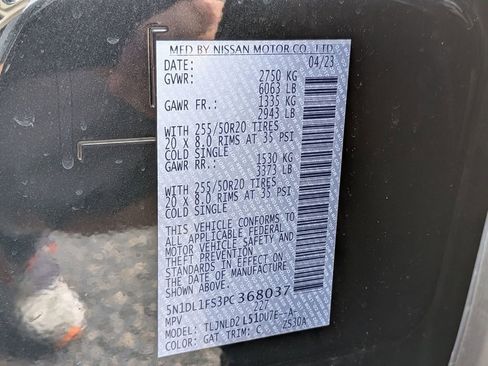 MFD BY NISSAN MOTOR CO., LTD.
DATE: 04/23
GVWR: 2750 KG
6063 LB
GAWR FR.: 1335 KG
2943 LB
WITH 255/50R20 TIRES
20 X 8.0 RIMS AT 35 PSI
COLD SINGLE
GAWR RR.: 1530 KG
3373 LB
WITH 255/50R20 TIRES
20 X 8.0 RIMS AT 35 PSI
COLD SINGLE
THIS VEHICLE CONFORMS TO
ALL APPLICABLE FEDERAL
MOTOR VEHICLE SAFETY AND
THEFT PREVENTION
STANDARDS IN EFFECT ON
THE DATE OF MANUFACTURE
SHOWN ABOVE.
5N1DL1FS3PC368037
MPV 227
TLJNLD2 L51DU7E--A
COLOR: GAT TRIM: C Z530A